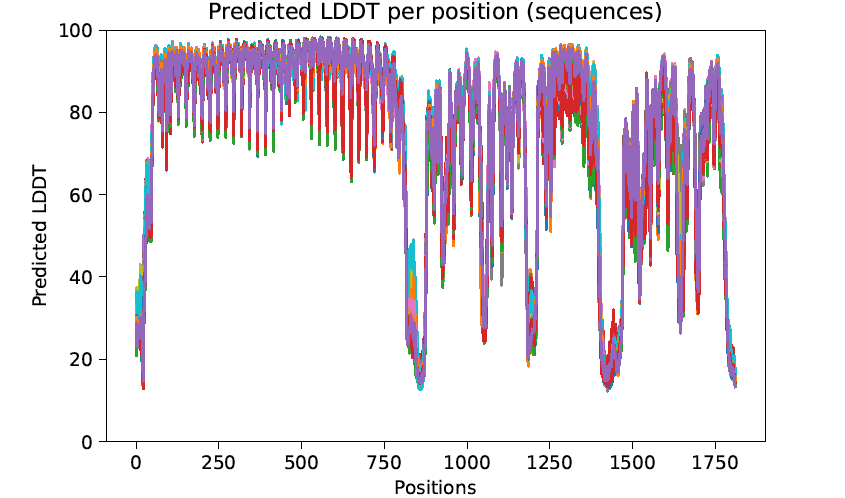 Predicted LDDT per position (sequences)
100
80
60
40
20
0
Predicted LDDT
0 250 500 750 1000 1250 1500 1750
Positions